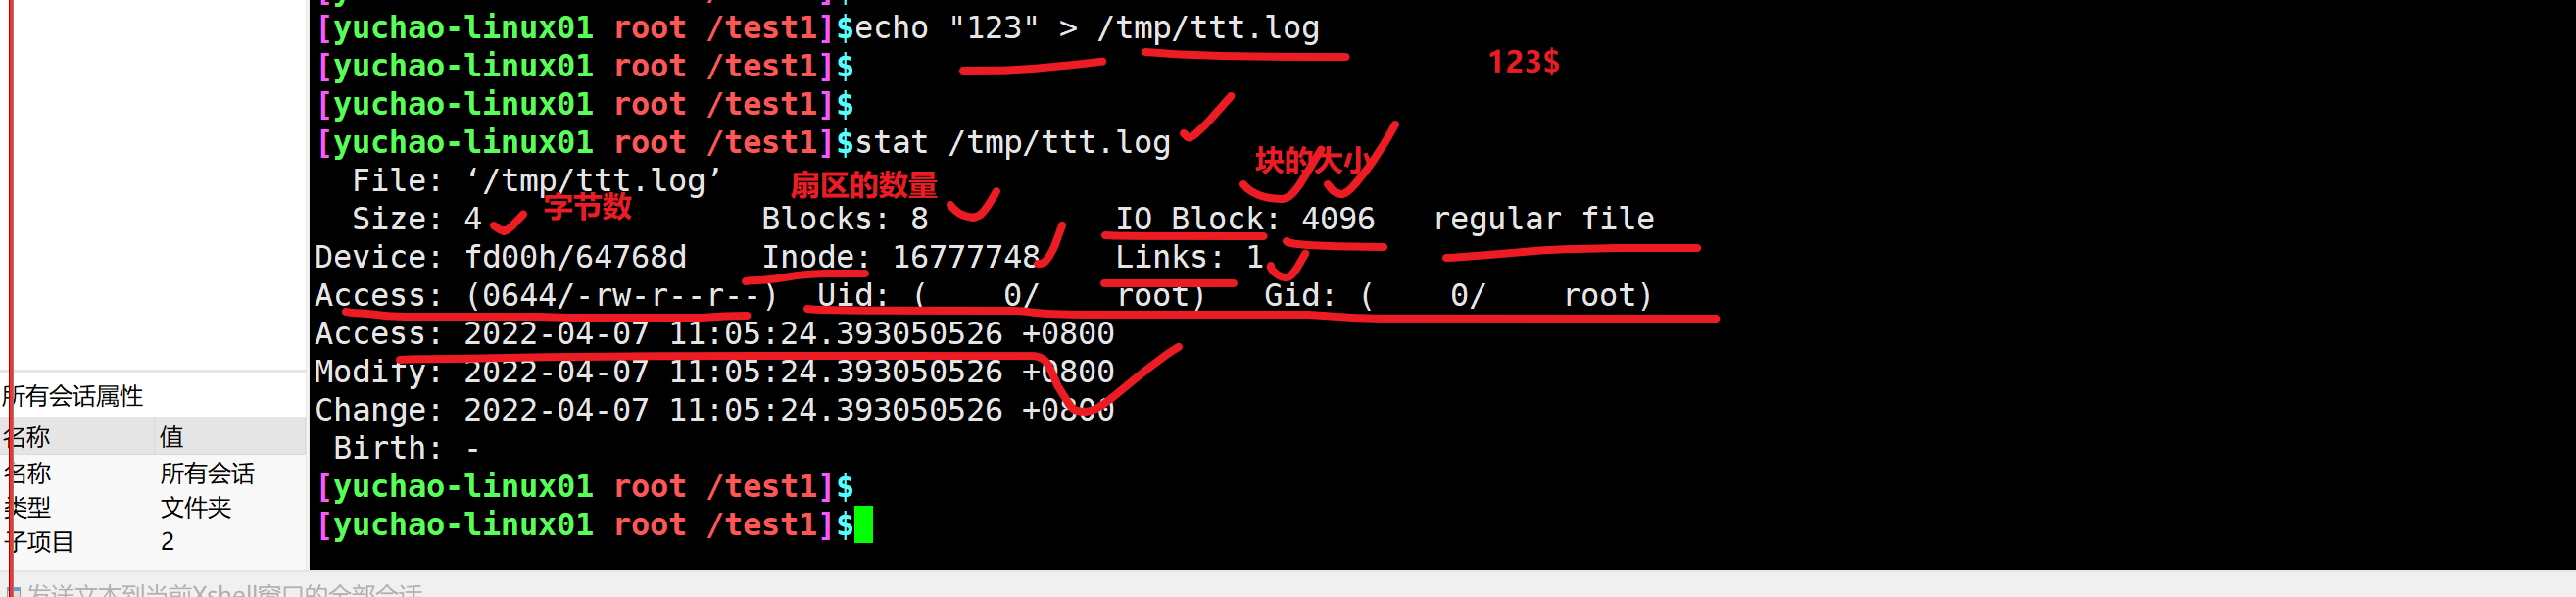 [yuchao-linux01 root /test1]$echo "123" > /tmp/ttt.log
[yuchao-linux01 root /test1]$
123$
[yuchao-linux01 root /test1]$
[yuchao-linux01 root /test1]$stat /tmp/ttt.log
块的大小
File: ‘/tmp/ttt.log’
扇区的数量
字节数
Size: 4 Blocks: 8 IO Block: 4096 regular file
Device: fd00h/64768d Inode: 16777748 Links: 1
Access: (0644/-rw-r--r--) Uid: ( 0/ root) Gid: ( 0/ root)
Access: 2022-04-07 11:05:24.393050526 +0800
Modify: 2022-04-07 11:05:24.393050526 +0800
Change: 2022-04-07 11:05:24.393050526 +0800
Birth: -
[yuchao-linux01 root /test1]$
[yuchao-linux01 root /test1]$
所有会话属性
名称 值
名称 所有会话
类型 文件夹
子项目 2
发送文本到当前Xshell窗口的全部会话